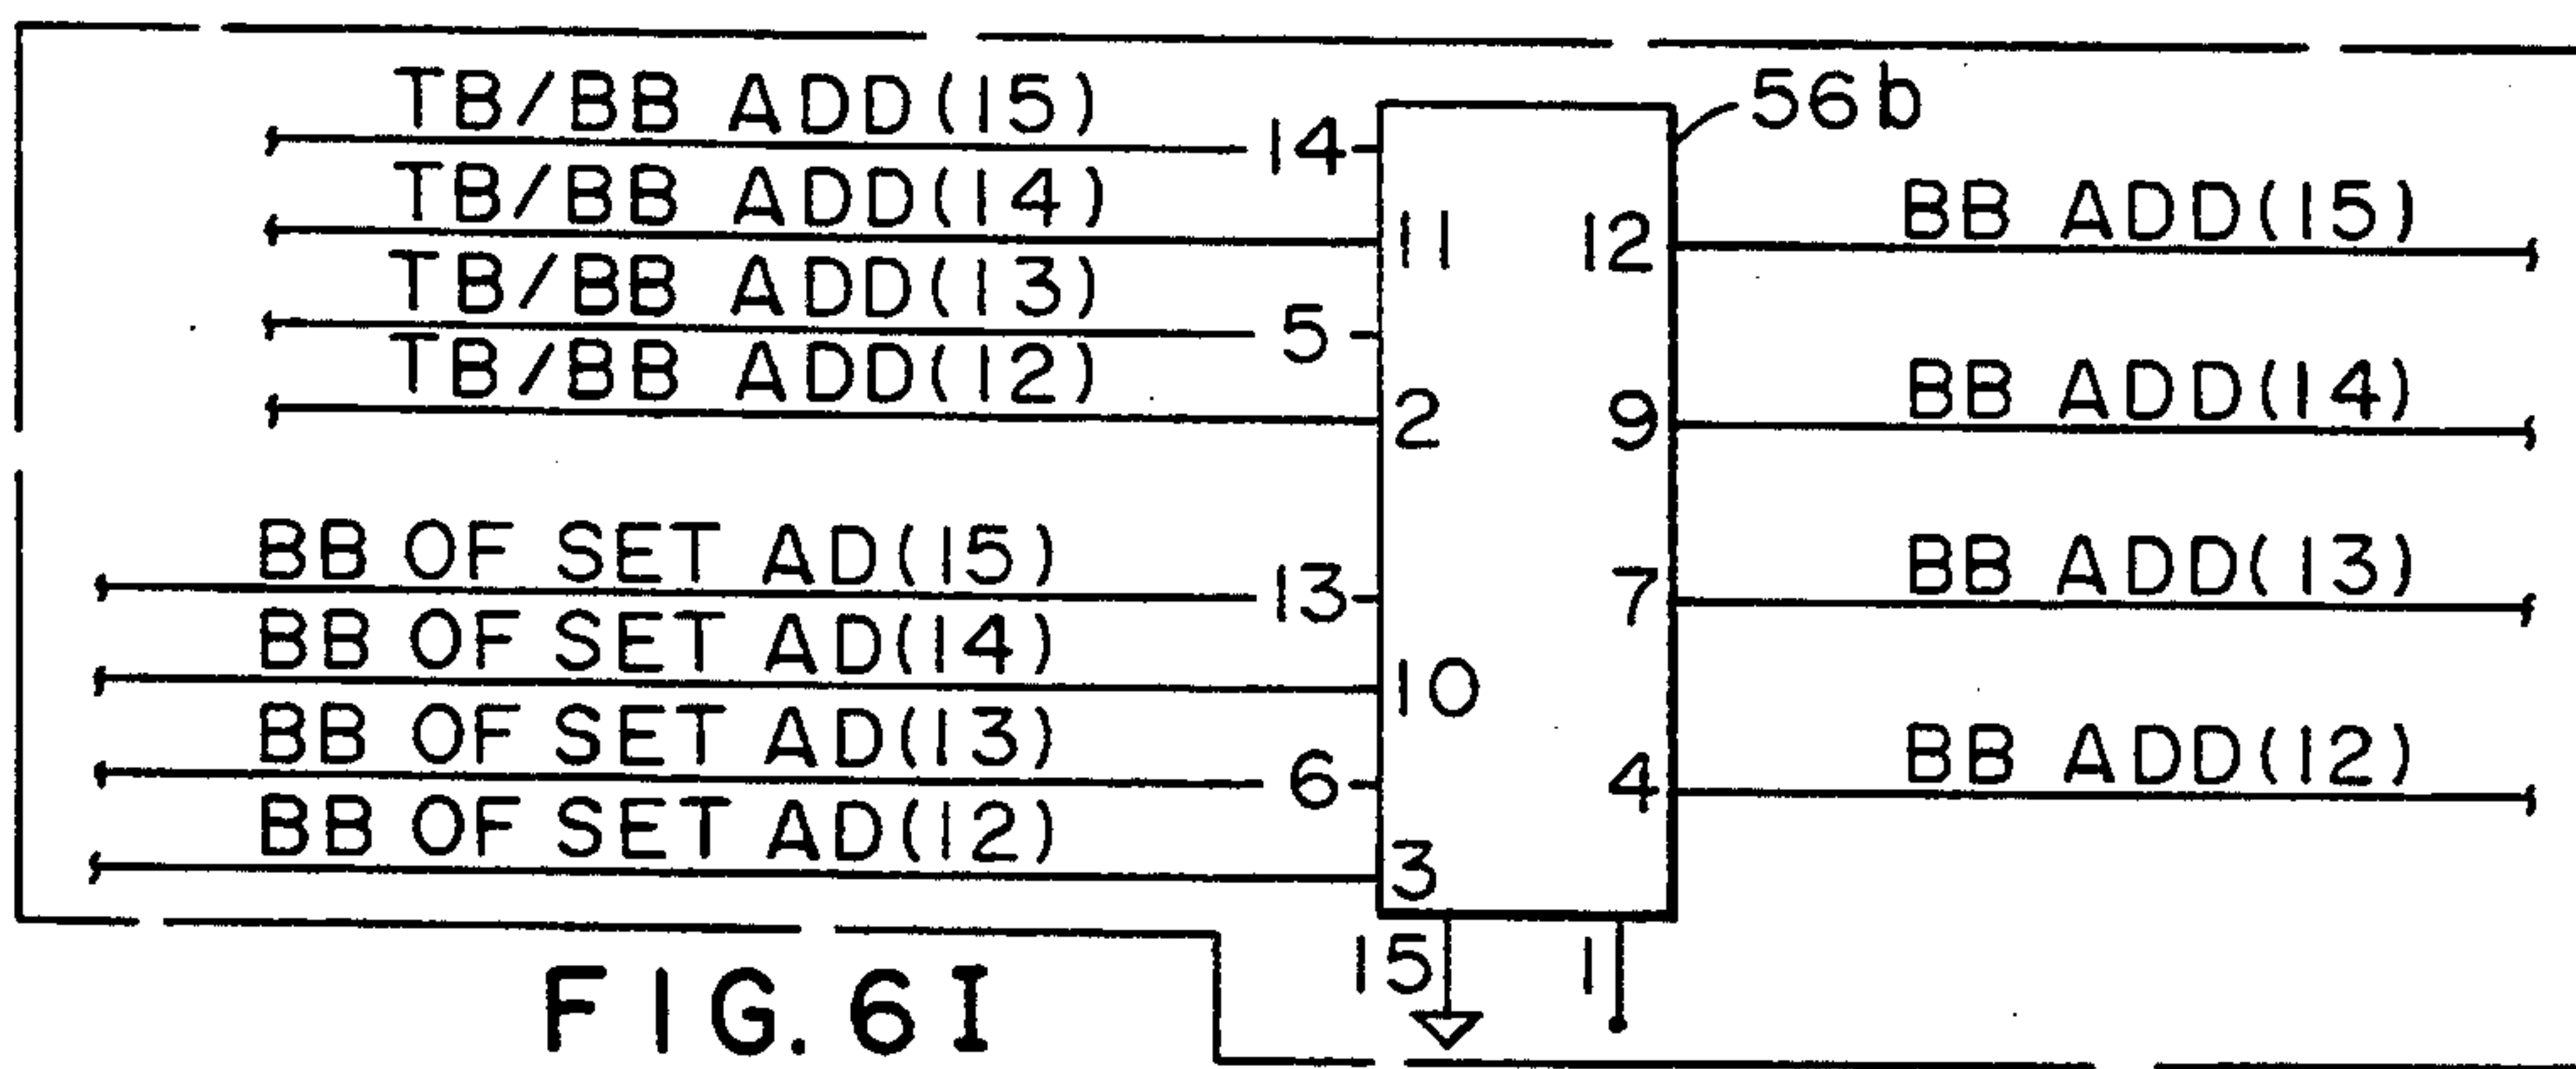 TB/BB ADD(15)
14
56b
TB/BB ADD(14)
11
12
BB ADD(15)
TB/BB ADD(13)
5
TB/BB ADD(12)
2
9
BB ADD(14)
BB OF SET AD(15)
13
7
BB ADD(13)
BB OF SET AD(14)
10
BB OF SET AD(13)
6
4
BB ADD(12)
BB OF SET AD(12)
3
15
1
FIG. 6I